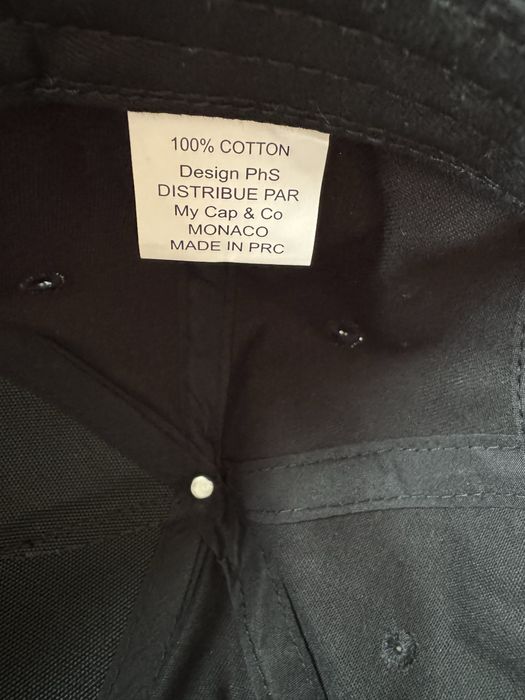 100% COTTON
Design PhS
DISTRIBUE PAR
My Cap & Co
MONACO
MADE IN PRC